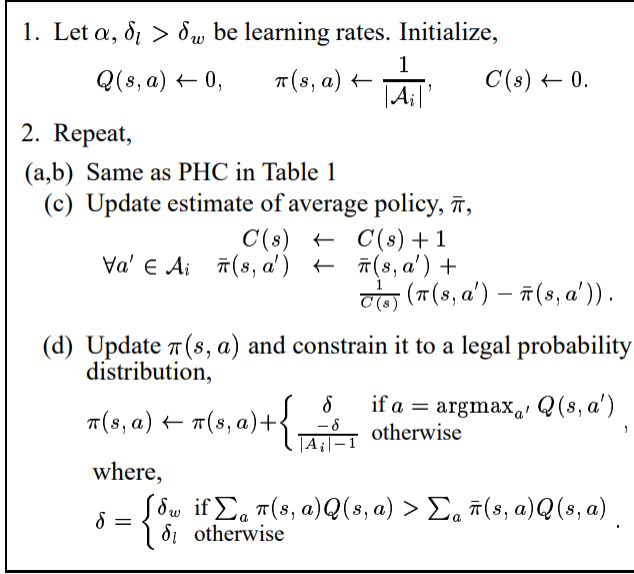 1. Let α, δ_l > δ_w be learning rates. Initialize,
Q(s, a) ← 0, π(s, a) ← 1/|A_i|, C(s) ← 0.
2. Repeat,
(a,b) Same as PHC in Table 1
(c) Update estimate of average policy, π̄,
C(s) ← C(s) + 1
∀a′ ∈ A_i π̄(s, a′) ← π̄(s, a′) +
1/C(s) (π(s, a′) − π̄(s, a′)) .
(d) Update π(s, a) and constrain it to a legal probability
distribution,
π(s, a) ← π(s, a)+{ δ if a = argmax_a′ Q(s, a′)
−δ/|A_i|−1 otherwise ,
where,
δ = { δ_w if ∑_a π(s, a)Q(s, a) > ∑_a π̄(s, a)Q(s, a)
δ_l otherwise .